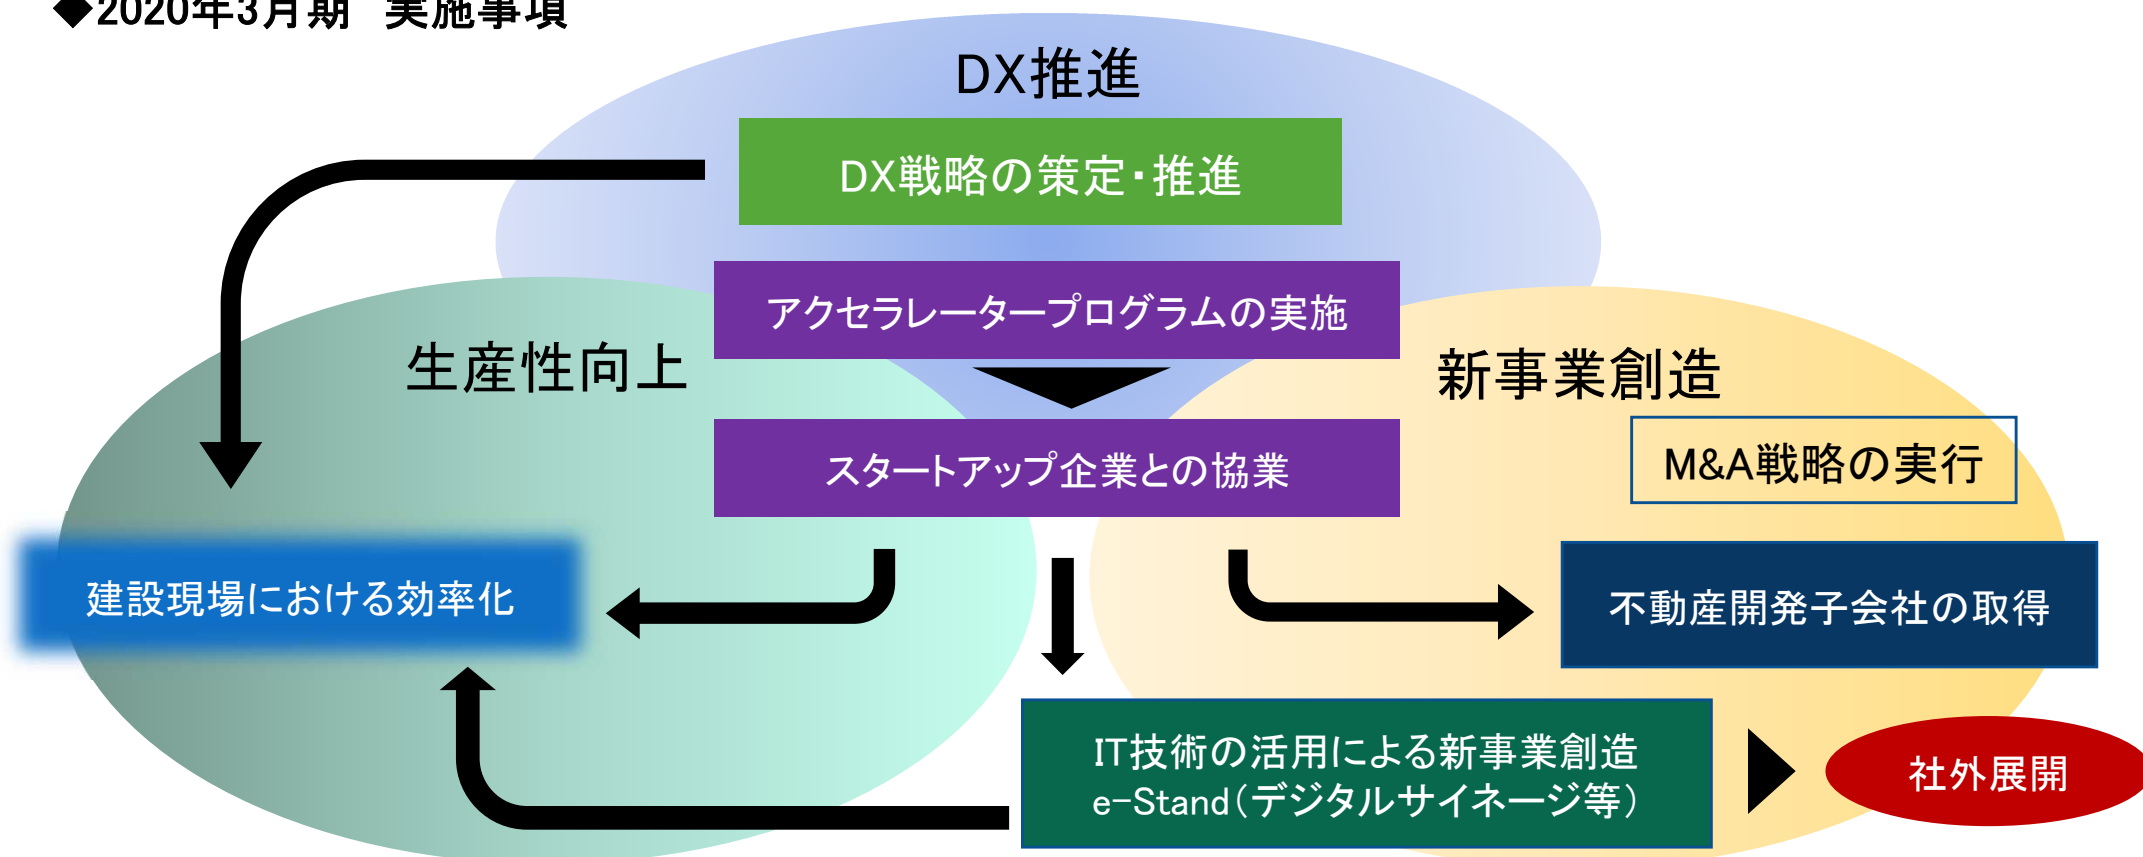 ◆2020年3月期　実施事項
DX推進
DX戦略の策定・推進
アクセラレータープログラムの実施
生産性向上
新事業創造
スタートアップ企業との協業
M&A戦略の実行
建設現場における効率化
不動産開発子会社の取得
IT技術の活用による新事業創造
e-Stand（デジタルサイネージ等）
社外展開